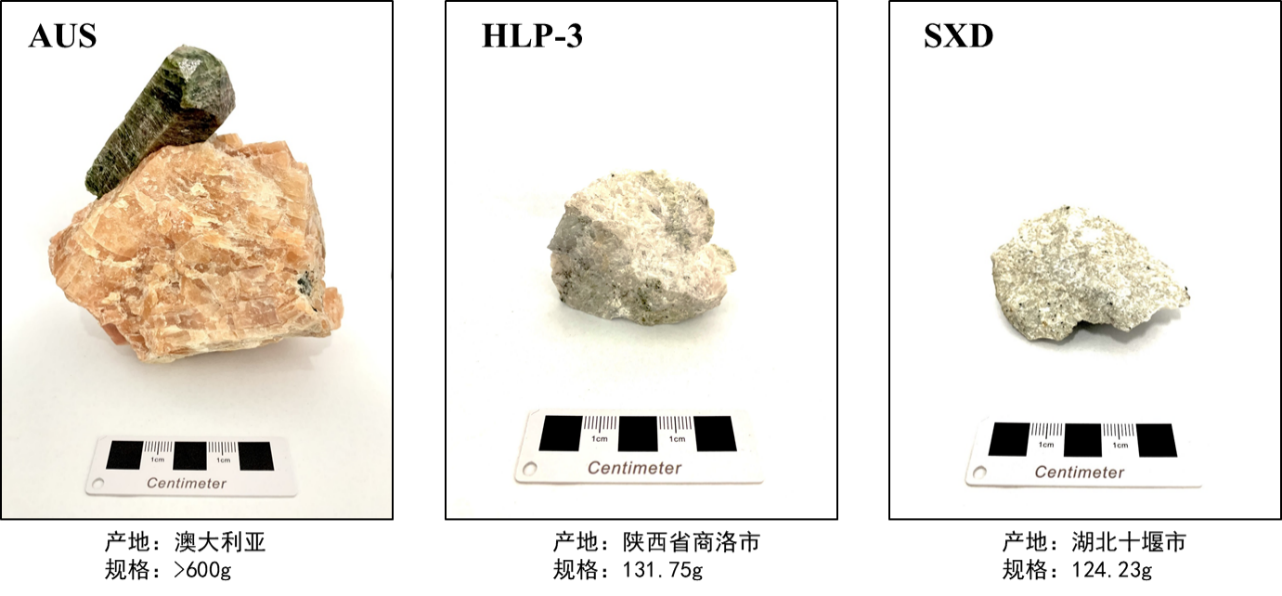 AUS
1cm
1cm
Centimeter
产地：澳大利亚
规格：>600g
HLP-3
1cm
1cm
Centimeter
产地：陕西省商洛市
规格：131.75g
SXD
1cm
1cm
Centimeter
产地：湖北十堰市
规格：124.23g